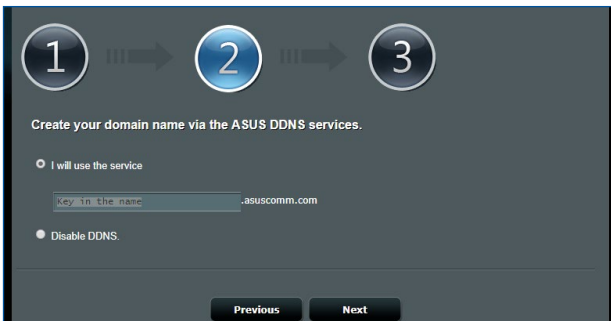 1 2 3
Create your domain name via the ASUS DDNS services.
I will use the service
Key in the name .asuscomm.com
Disable DDNS.
Previous Next